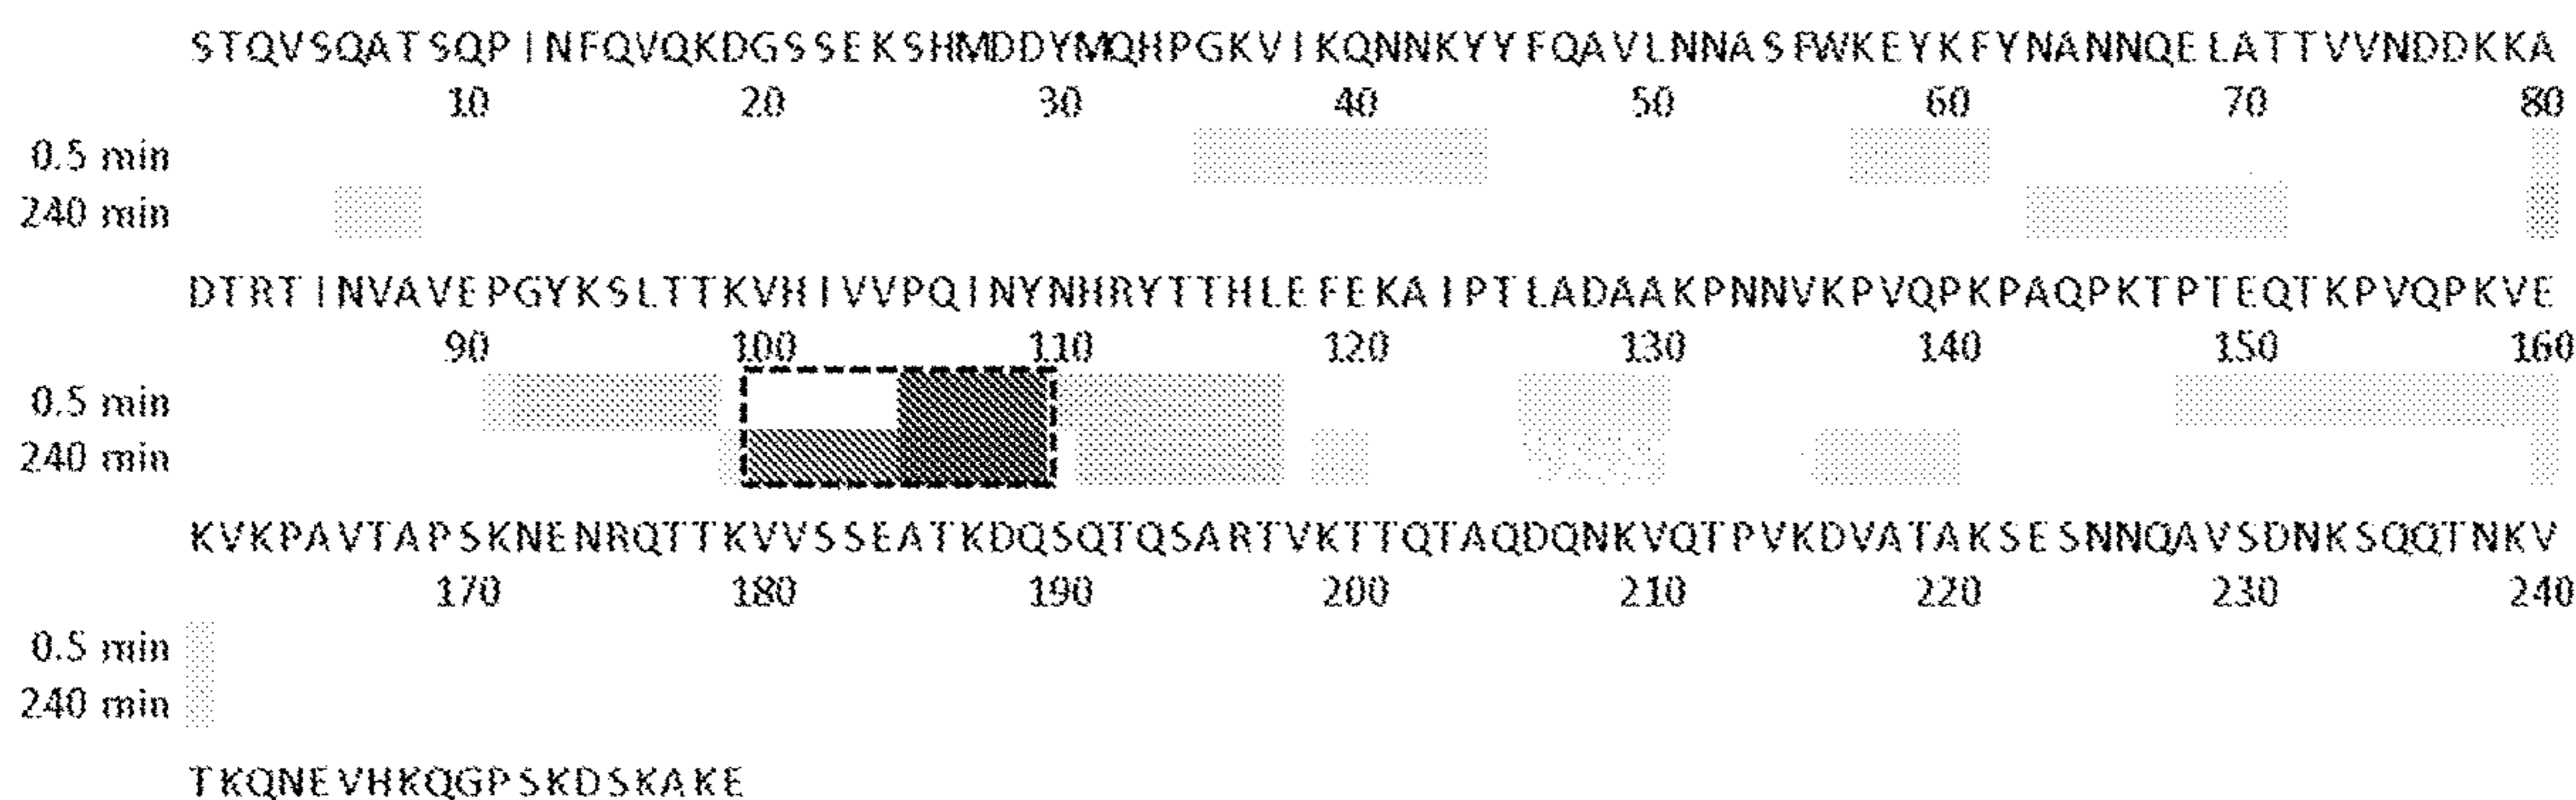 STQVSQATSQPINFQVQKDGSSEKSHMDDYMQHPGKVIKQNNKYYFQAVLNNASFWKEYKFYNANNQELATTVVNDDKKA
10 20 30 40 50 60 70 80
0.5 min
240 min
DTRTINVAVEPGYKSLTTKVHIVVPQINYNHRYTTHLEFEKAIPTLADAAKPNNVKPVQPKPAQPKTPTEQTKPVQPKVE
90 100 110 120 130 140 150 160
0.5 min
240 min
KVKPAVTAPSKNENRQTTKVVSSEATKDQSQTQSARTVKTTQTAQDQNKVQTPVKDVATAKSESNNQAVSDNKSQQTNKV
170 180 190 200 210 220 230 240
0.5 min
240 min
TKQNEVHKQGPSKDSKAKE